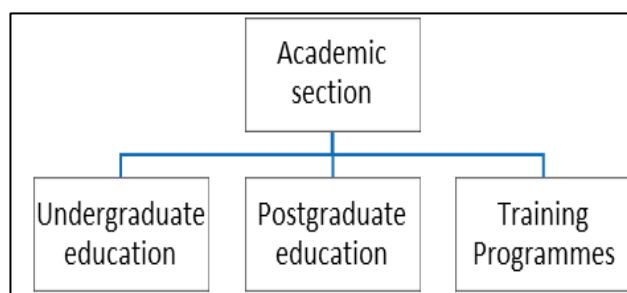 Academic
section
Undergraduate
education
Postgraduate
education
Training
Programmes